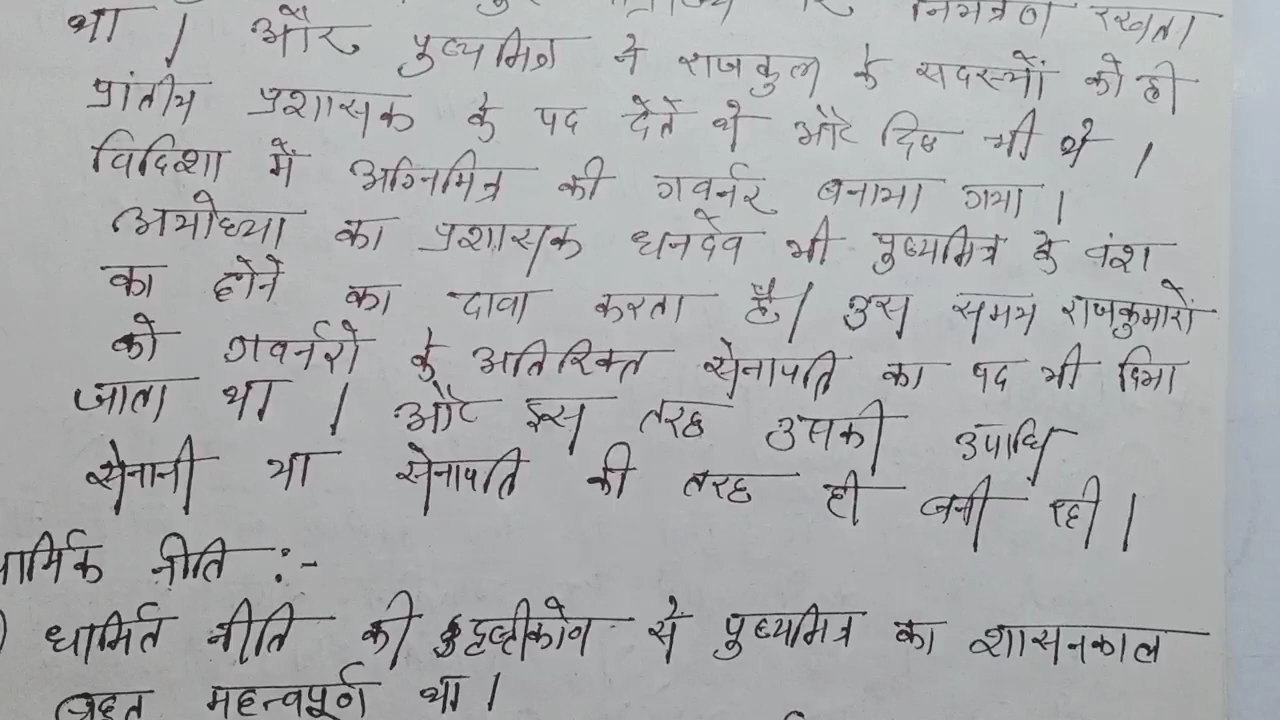 नियंत्रण रखता
था। और पुष्यमित्र ने राजकुल के सदस्यों को ही
प्रांतीय प्रशासक के पद देते थे और दिए भी थे।
विदिशा में अग्निमित्र की गवर्नर बनाया गया।
अयोध्या का प्रशासक धनदेव भी पुष्यमित्र के वंश
का होने का दावा करता है। उस समय राजकुमारों
को गवर्नरो के अतिरिक्त सेनापति का पद भी दिया
जाता था। और इस तरह उसकी उपाधि
सेनानी या सेनापति की तरह ही बनी रही।
धार्मिक नीति :-
धार्मित नीति की दृष्टीकोण से पुष्यमित्र का शासनकाल
बहुत महत्वपूर्ण था।